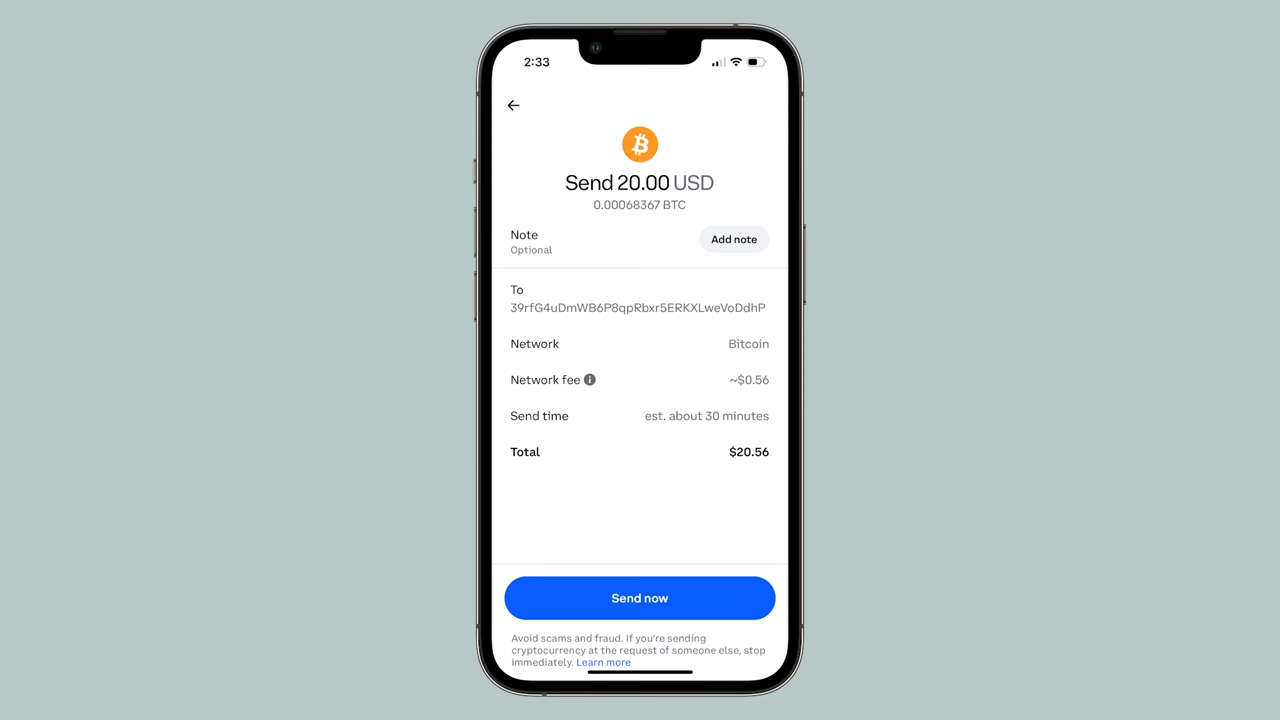 2:33
Send 20.00 USD
0.00068367 BTC
Note
Optional
Add note
To
39rfG4uDmWB6P8qpRbxr5ERKXLweVoDdhP
Network
Bitcoin
Network fee
~$0.56
Send time
est. about 30 minutes
Total
$20.56
Send now
Avoid scams and fraud. If you're sending
cryptocurrency at the request of someone else, stop
immediately. Learn more